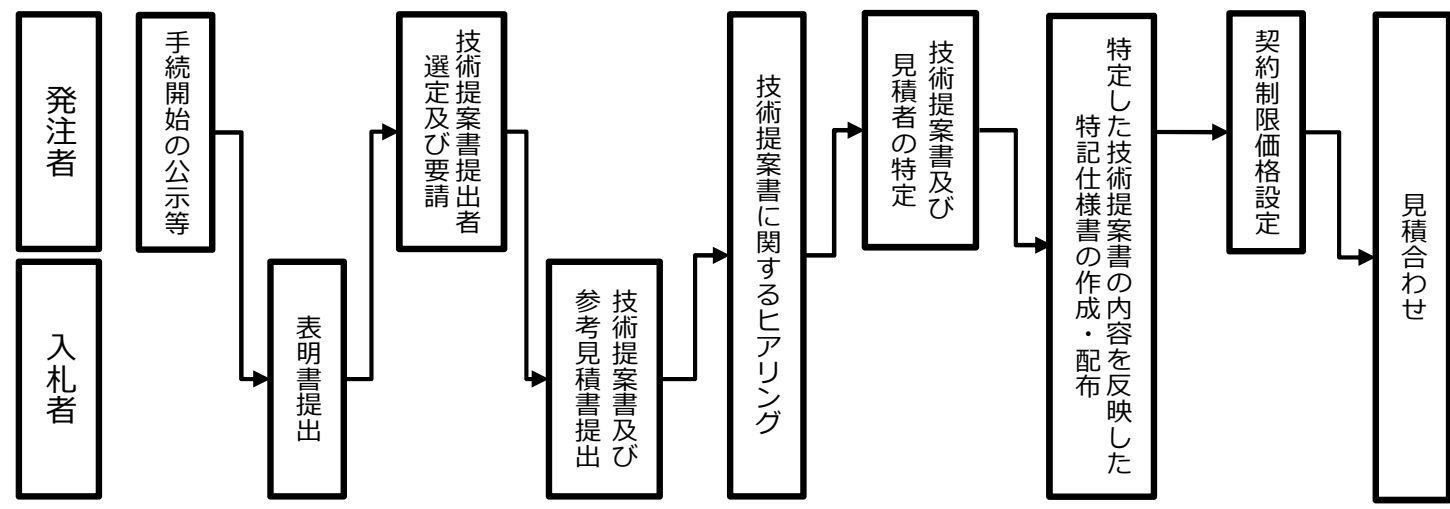 発注者
入札者
手続開始の公示等
表明書提出
技術提案書提出者
選定及び要請
技術提案書及び
参考見積書提出
技術提案書に関するヒアリング
技術提案書及び
見積者の特定
特定した技術提案書の内容を反映した
特記仕様書の作成・配布
契約制限価格設定
見積合わせ